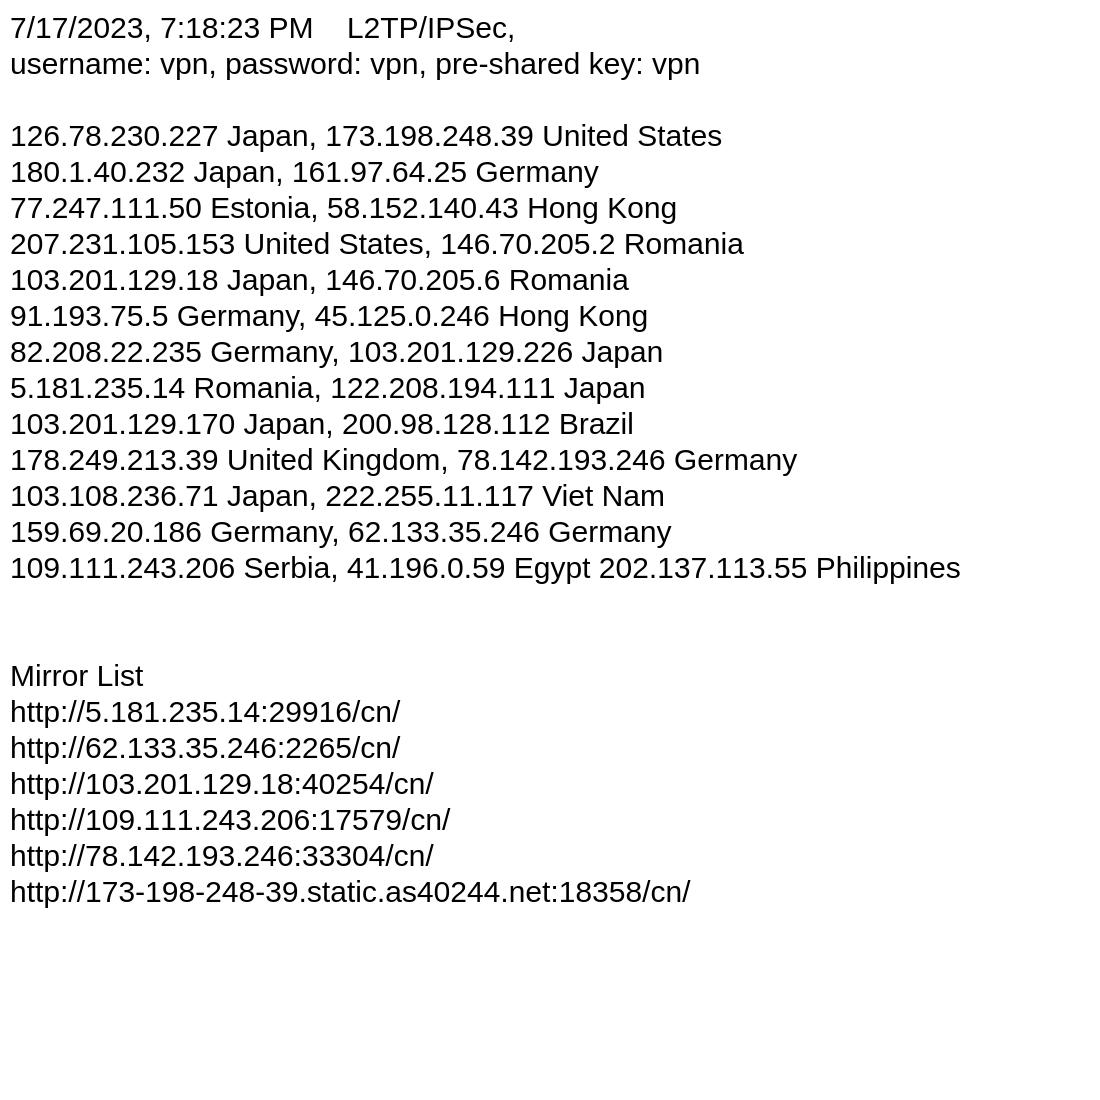 7/17/2023, 7:18:23 PM    L2TP/IPSec,
username: vpn, password: vpn, pre-shared key: vpn
126.78.230.227 Japan, 173.198.248.39 United States
180.1.40.232 Japan, 161.97.64.25 Germany
77.247.111.50 Estonia, 58.152.140.43 Hong Kong
207.231.105.153 United States, 146.70.205.2 Romania
103.201.129.18 Japan, 146.70.205.6 Romania
91.193.75.5 Germany, 45.125.0.246 Hong Kong
82.208.22.235 Germany, 103.201.129.226 Japan
5.181.235.14 Romania, 122.208.194.111 Japan
103.201.129.170 Japan, 200.98.128.112 Brazil
178.249.213.39 United Kingdom, 78.142.193.246 Germany
103.108.236.71 Japan, 222.255.11.117 Viet Nam
159.69.20.186 Germany, 62.133.35.246 Germany
109.111.243.206 Serbia, 41.196.0.59 Egypt 202.137.113.55 Philippines
Mirror List
http://5.181.235.14:29916/cn/
http://62.133.35.246:2265/cn/
http://103.201.129.18:40254/cn/
http://109.111.243.206:17579/cn/
http://78.142.193.246:33304/cn/
http://173-198-248-39.static.as40244.net:18358/cn/